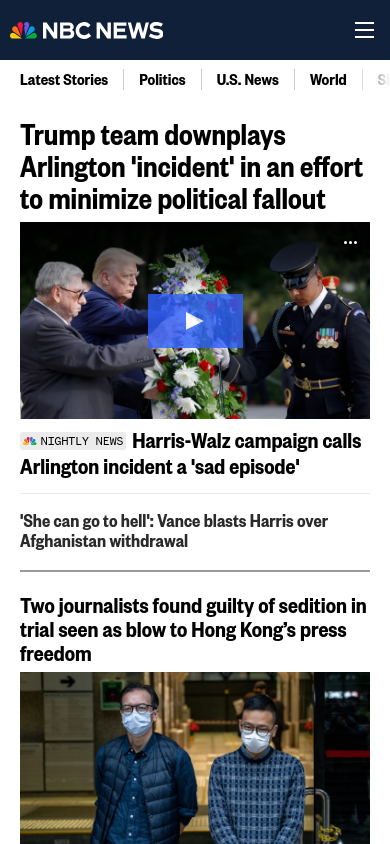 NBC NEWS
Latest Stories Politics U.S. News World
Trump team downplays
Arlington 'incident' in an effort
to minimize political fallout
NIGHTLY NEWS Harris-Walz campaign calls
Arlington incident a 'sad episode'
'She can go to hell': Vance blasts Harris over
Afghanistan withdrawal
Two journalists found guilty of sedition in
trial seen as blow to Hong Kong’s press
freedom